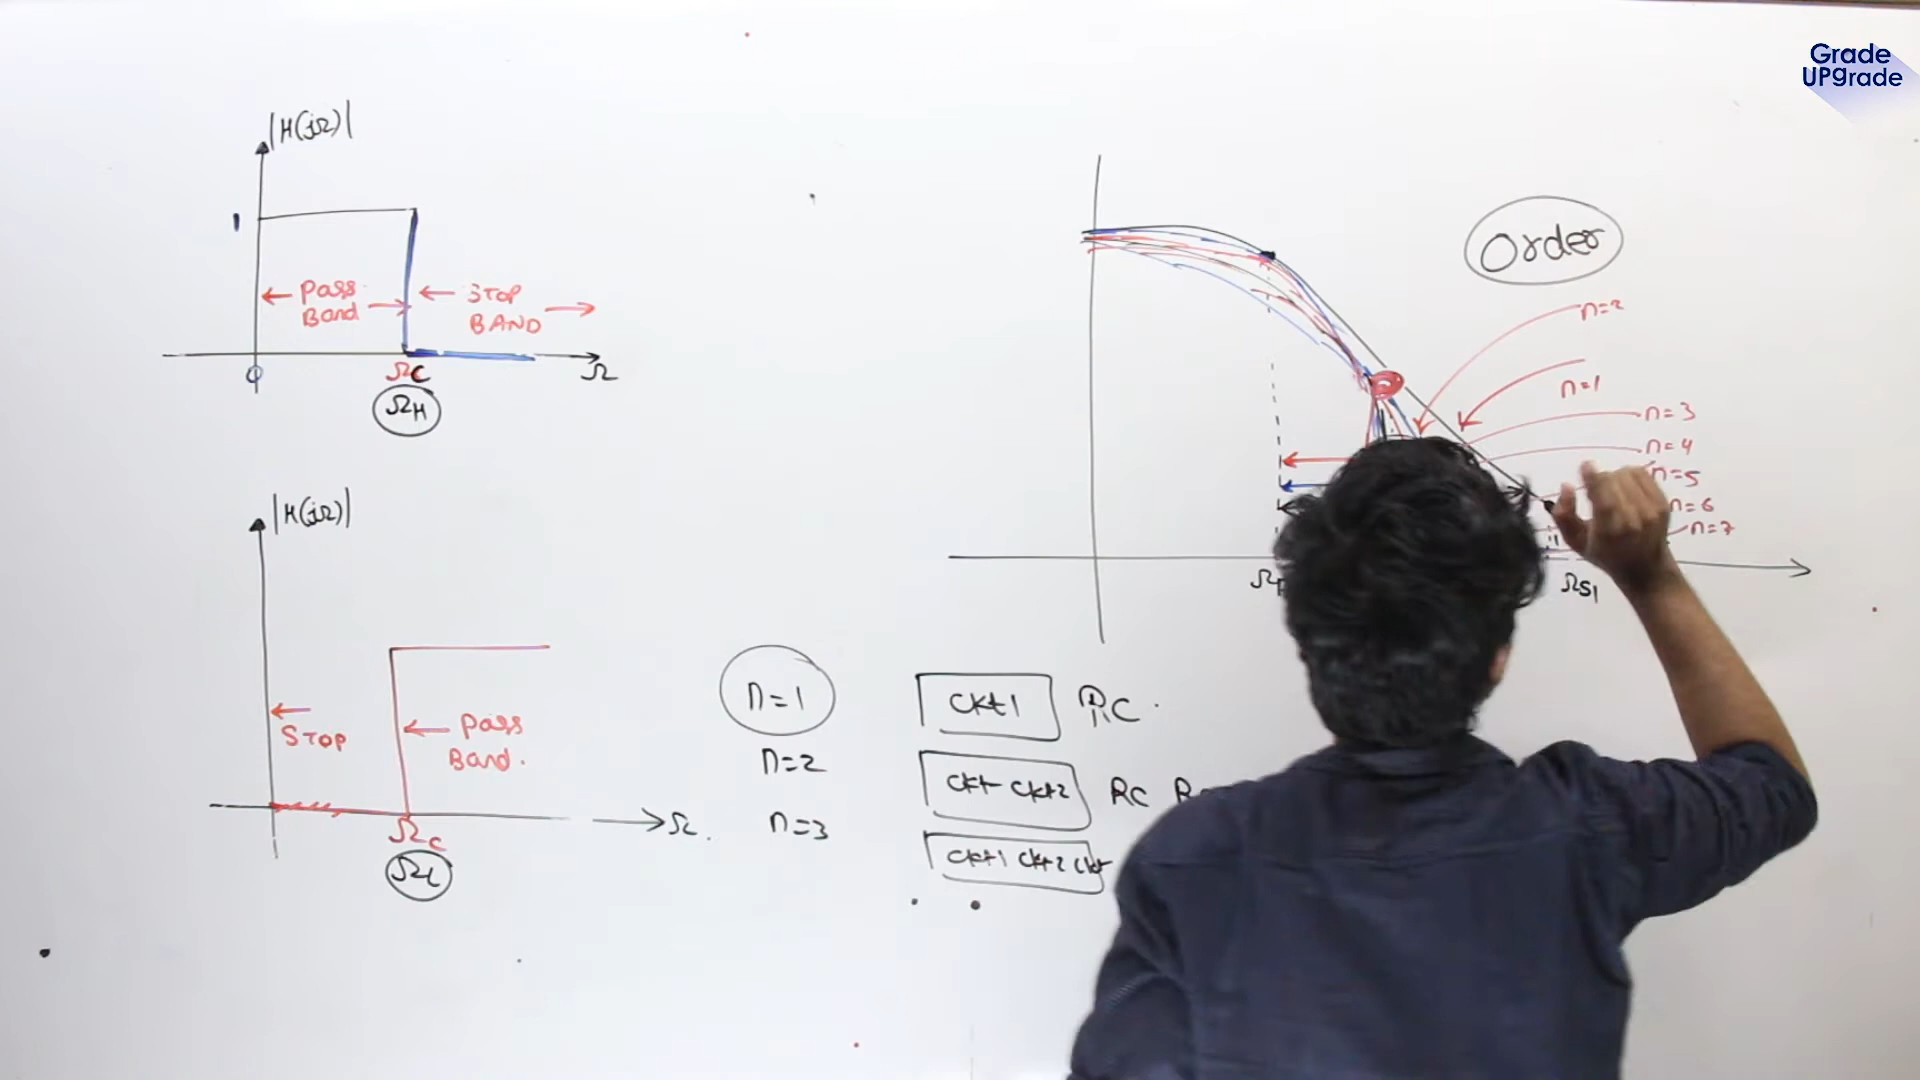 Grade
UPgrade
|H(jΩ)|
1
Pass
Band
STOP
BAND
0
Ωc
Ω
ΩH
|H(jΩ)|
STOP
Pass
Band.
Ωc
Ω.
ΩL
Order
n=2
n=1
n=3
n=4
n=5
n=6
n=7
ΩS1
n=1
ckt1
RC.
n=2
ckt ckt2
RC
n=3
ckt1 ckt2 ckt